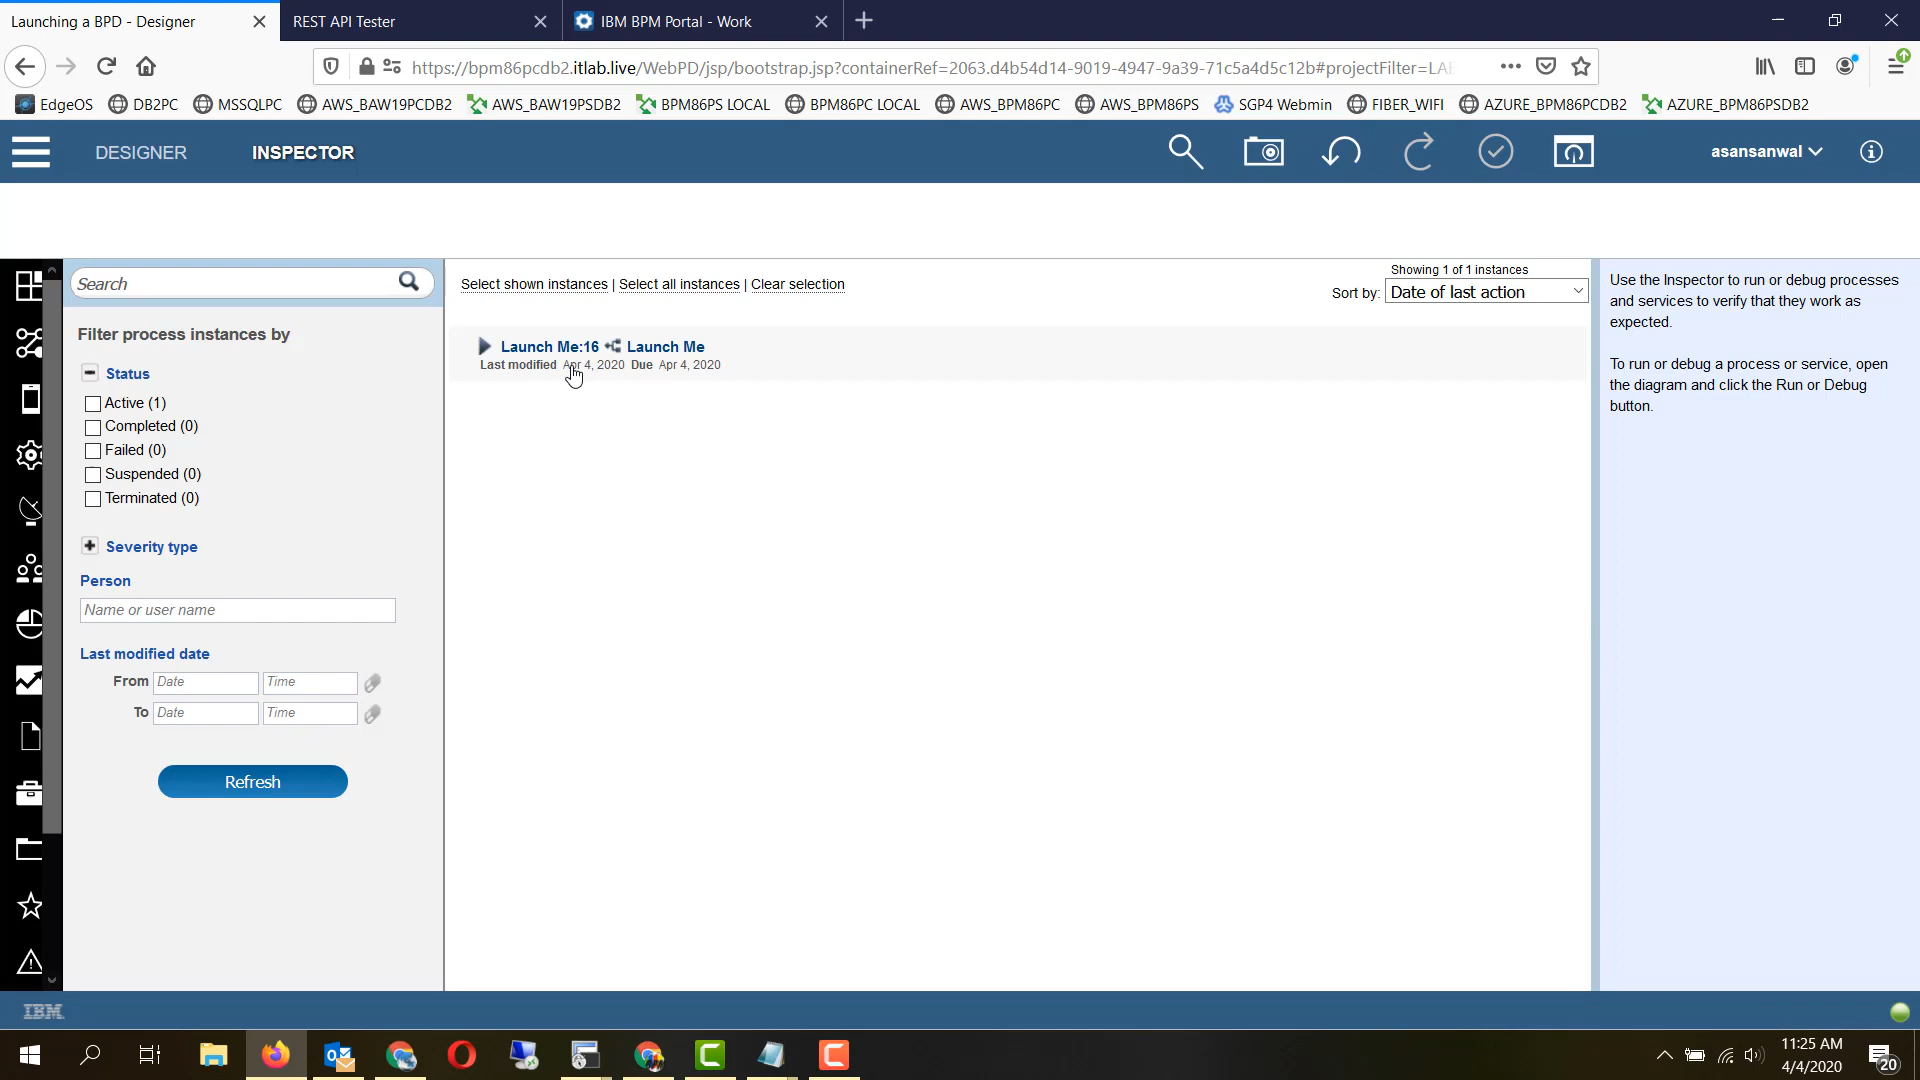 Launching a BPD - Designer
REST API Tester
IBM BPM Portal - Work
https://bpm86pcdb2.itlab.live/WebPD/jsp/bootstrap.jsp?containerRef=2063.d4b54d14-9019-4947-9a39-71c5a4d5c12b#projectFilter=LA
EdgeOS DB2PC MSSQLPC AWS_BAW19PCDB2 AWS_BAW19PSDB2 BPM86PS LOCAL BPM86PC LOCAL AWS_BPM86PC AWS_BPM86PS SGP4 Webmin FIBER_WIFI AZURE_BPM86PCDB2 AZURE_BPM86PSDB2
DESIGNER INSPECTOR asansanwal
Search
Filter process instances by
Status
Active (1)
Completed (0)
Failed (0)
Suspended (0)
Terminated (0)
Severity type
Person
Name or user name
Last modified date
From Date Time
To Date Time
Refresh
Select shown instances | Select all instances | Clear selection
Showing 1 of 1 instances
Sort by: Date of last action
Launch Me:16 Launch Me
Last modified Apr 4, 2020 Due Apr 4, 2020
Use the Inspector to run or debug processes
and services to verify that they work as
expected.
To run or debug a process or service, open
the diagram and click the Run or Debug
button.
IBM
11:25 AM
4/4/2020
20